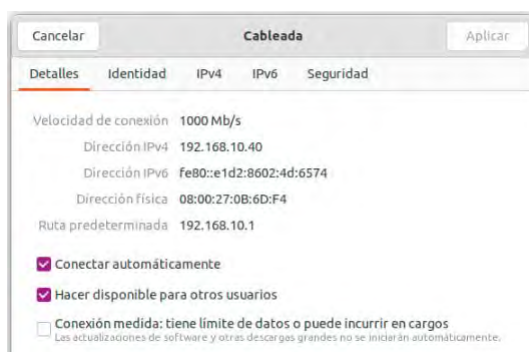 Cancelar Cableada Aplicar
Detalles Identidad IPv4 IPv6 Seguridad
Velocidad de conexión 1000 Mb/s
Dirección IPv4 192.168.10.40
Dirección IPv6 fe80::e1d2:8602:4d:6574
Dirección física 08:00:27:0B:6D:F4
Ruta predeterminada 192.168.10.1
Conectar automáticamente
Hacer disponible para otros usuarios
Conexión medida: tiene límite de datos o puede incurrir en cargos
Las actualizaciones de software y otras descargas grandes no se iniciarán automáticamente.